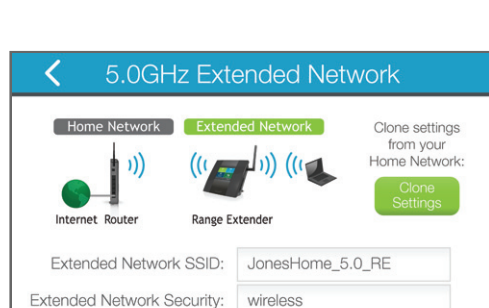 5.0GHz Extended Network
Home Network
Extended Network
Clone settings
from your
Home Network:
Clone
Settings
Internet Router
Range Extender
Extended Network SSID: JonesHome_5.0_RE
Extended Network Security: wireless